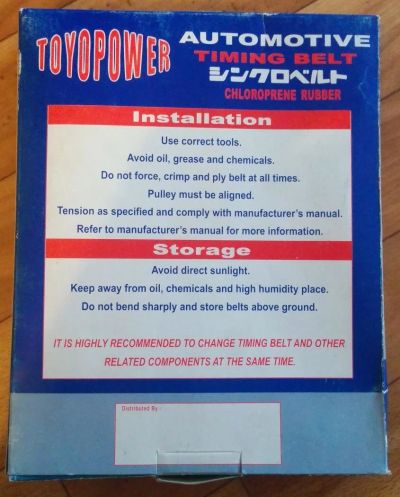 TOYOPOWER
AUTOMOTIVE
TIMING BELT
シンクロベルト
CHLOROPRENE RUBBER
Installation
Use correct tools.
Avoid oil, grease and chemicals.
Do not force, crimp and ply belt at all times.
Pulley must be aligned.
Tension as specified and comply with manufacturer's manual.
Refer to manufacturer's manual for more information.
Storage
Avoid direct sunlight.
Keep away from oil, chemicals and high humidity place.
Do not bend sharply and store belts above ground.
IT IS HIGHLY RECOMMENDED TO CHANGE TIMING BELT AND OTHER
RELATED COMPONENTS AT THE SAME TIME.
Distributed By :